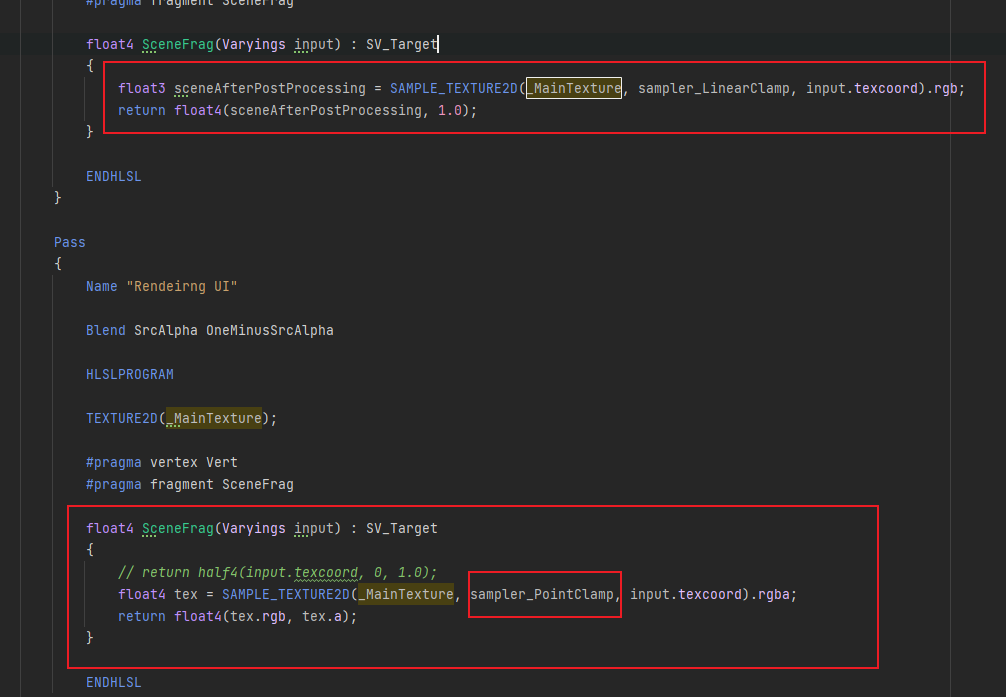 #pragma fragment SceneFrag
float4 SceneFrag(Varyings input) : SV_Target
{
float3 sceneAfterPostProcessing = SAMPLE_TEXTURE2D(_MainTexture, sampler_LinearClamp, input.texcoord).rgb;
return float4(sceneAfterPostProcessing, 1.0);
}
ENDHLSL
}
Pass
{
Name "Rendeirng UI"
Blend SrcAlpha OneMinusSrcAlpha
HLSLPROGRAM
TEXTURE2D(_MainTexture);
#pragma vertex Vert
#pragma fragment SceneFrag
float4 SceneFrag(Varyings input) : SV_Target
{
// return half4(input.texcoord, 0, 1.0);
float4 tex = SAMPLE_TEXTURE2D(_MainTexture, sampler_PointClamp, input.texcoord).rgba;
return float4(tex.rgb, tex.a);
}
ENDHLSL